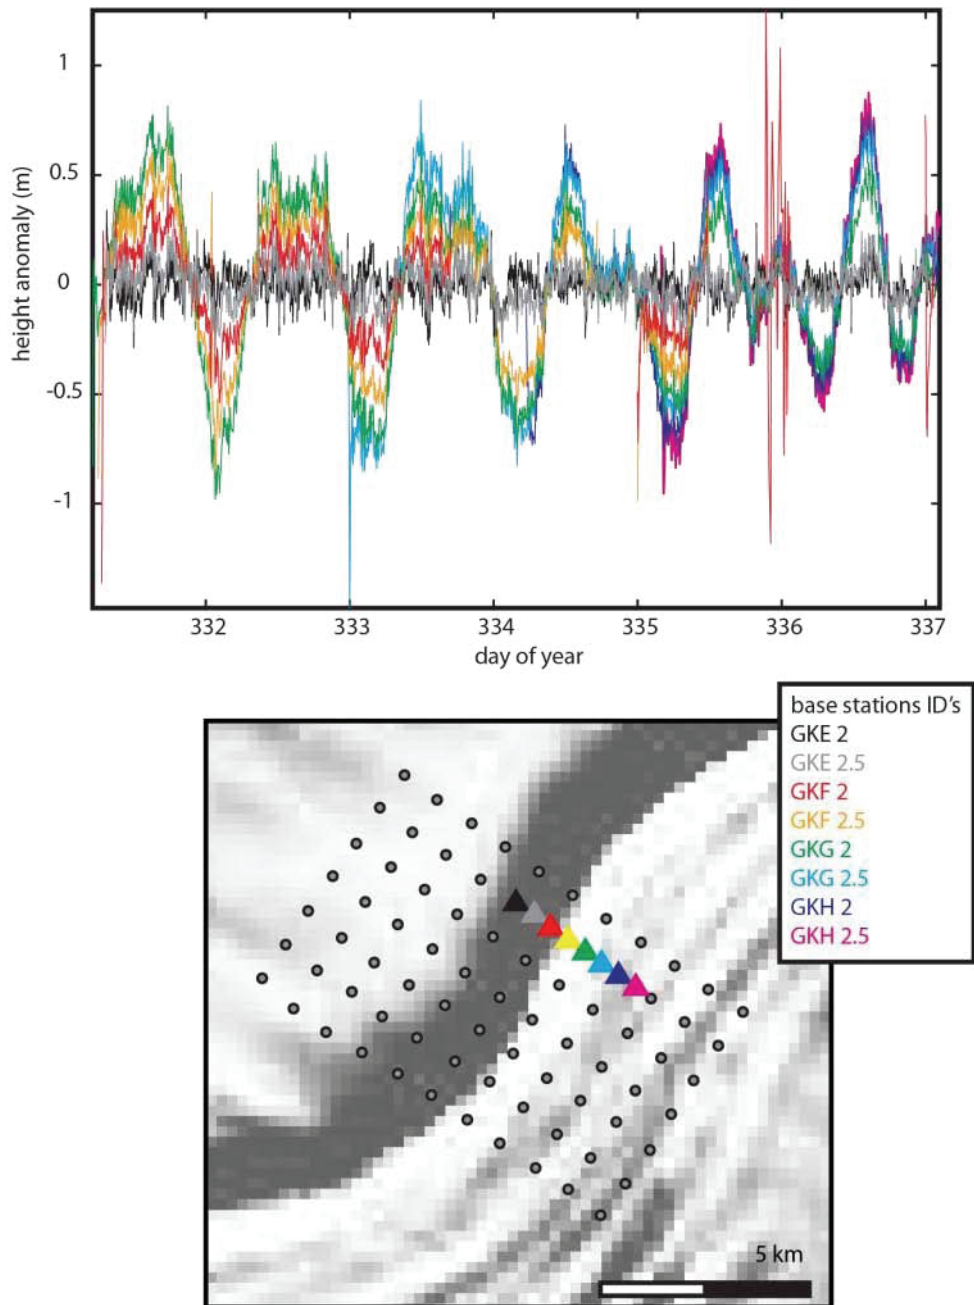 height anomaly (m)
1
0.5
0
-0.5
-1
332 333 334 335 336 337
day of year
base stations ID's
GKE 2
GKE 2.5
GKF 2
GKF 2.5
GKG 2
GKG 2.5
GKH 2
GKH 2.5
5 km